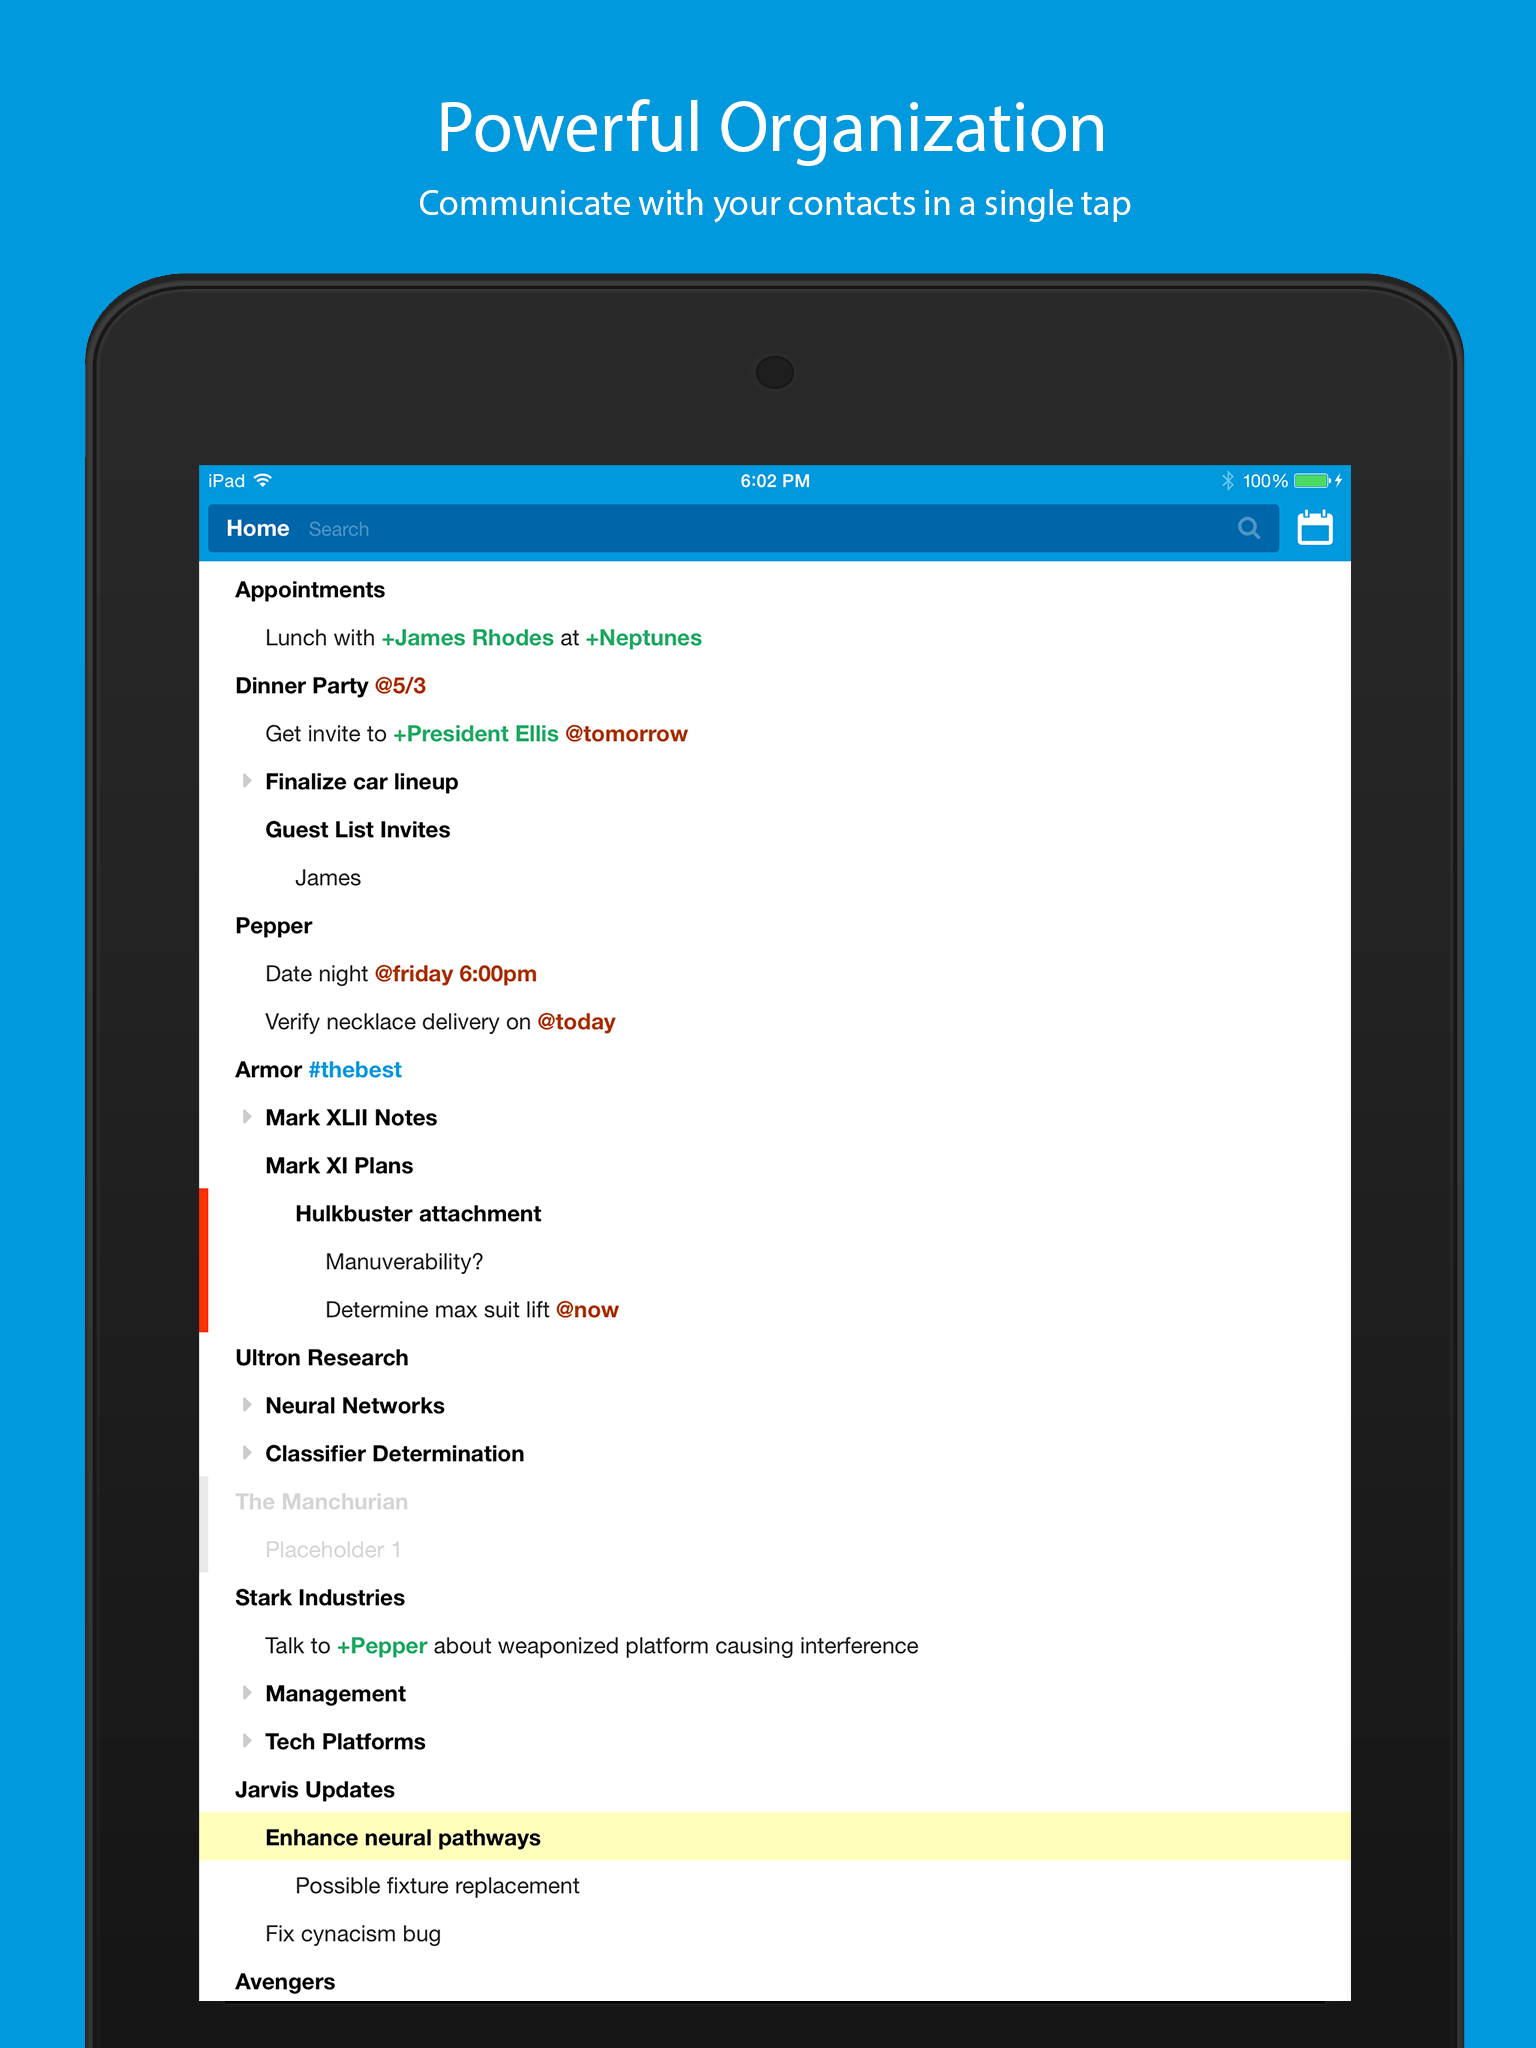 Powerful Organization
Communicate with your contacts in a single tap
iPad 6:02 PM 100%
Home Search
Appointments
Lunch with +James Rhodes at +Neptunes
Dinner Party @5/3
Get invite to +President Ellis @tomorrow
Finalize car lineup
Guest List Invites
James
Pepper
Date night @friday 6:00pm
Verify necklace delivery on @today
Armor #thebest
Mark XLII Notes
Mark XI Plans
Hulkbuster attachment
Manuverability?
Determine max suit lift @now
Ultron Research
Neural Networks
Classifier Determination
The Manchurian
Placeholder 1
Stark Industries
Talk to +Pepper about weaponized platform causing interference
Management
Tech Platforms
Jarvis Updates
Enhance neural pathways
Possible fixture replacement
Fix cynacism bug
Avengers